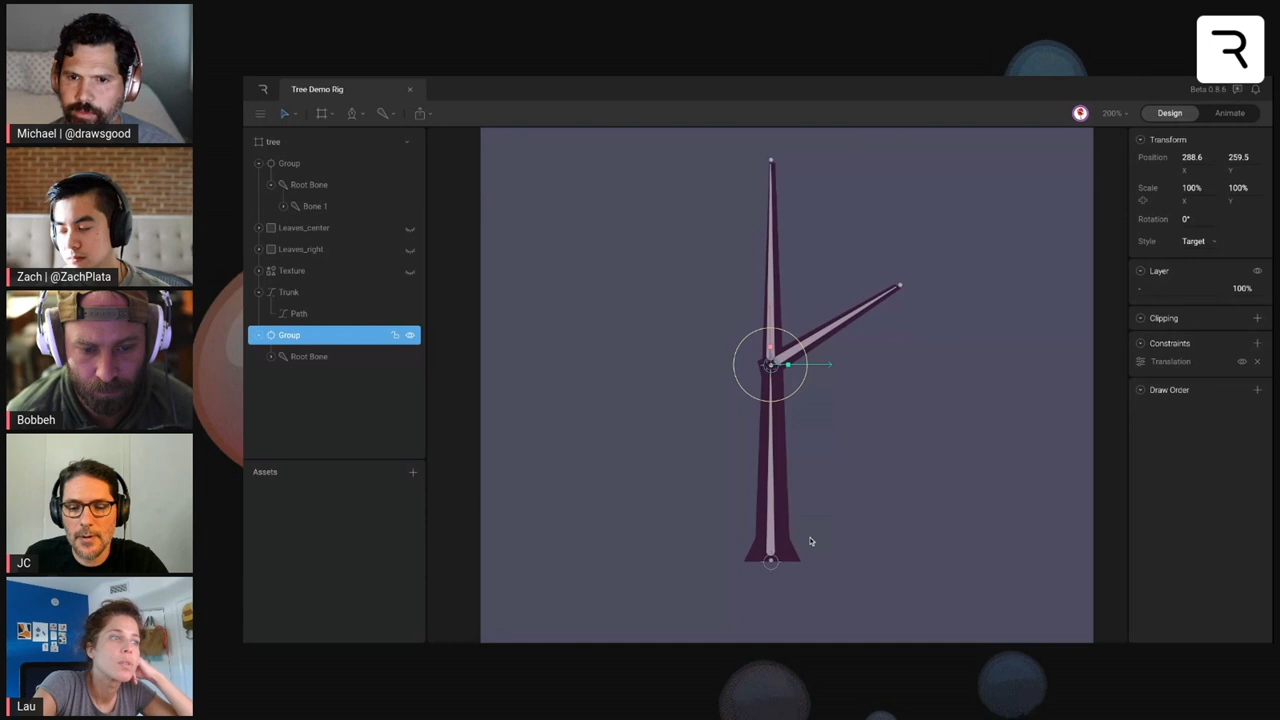 Michael | @drawsgood
Zach | @ZachPlata
Bobbeh
JC
Lau
Tree Demo Rig
Beta 0.8.6
200%
Design
Animate
tree
Group
Root Bone
Bone 1
Leaves_center
Leaves_right
Texture
Trunk
Path
Group
Root Bone
Assets
Transform
Position 288.6 259.5
X Y
Scale 100% 100%
X Y
Rotation 0°
Style Target
Layer
- 100%
Clipping
Constraints
Translation
Draw Order